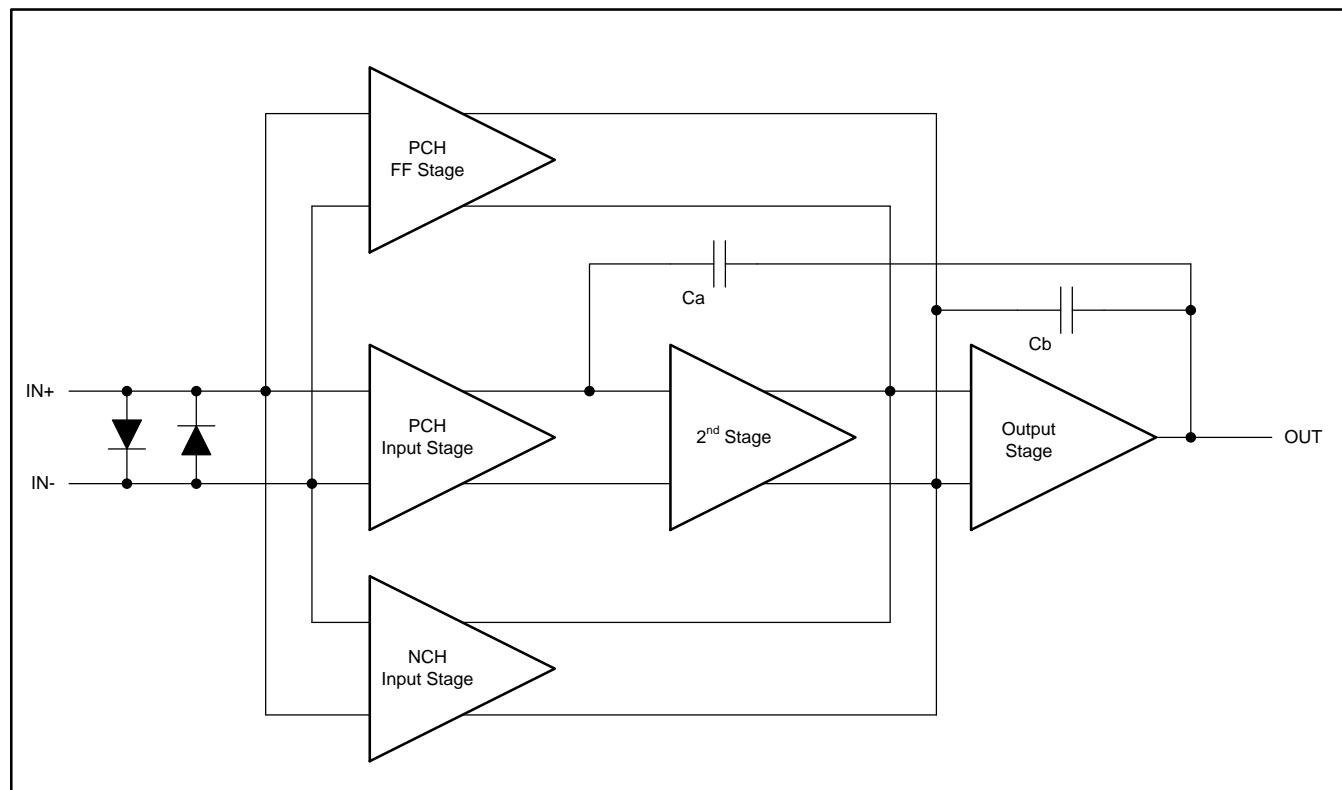 PCH
FF Stage
Ca
Cb
IN+
PCH
Input Stage
2nd Stage
Output
Stage
OUT
IN-
NCH
Input Stage